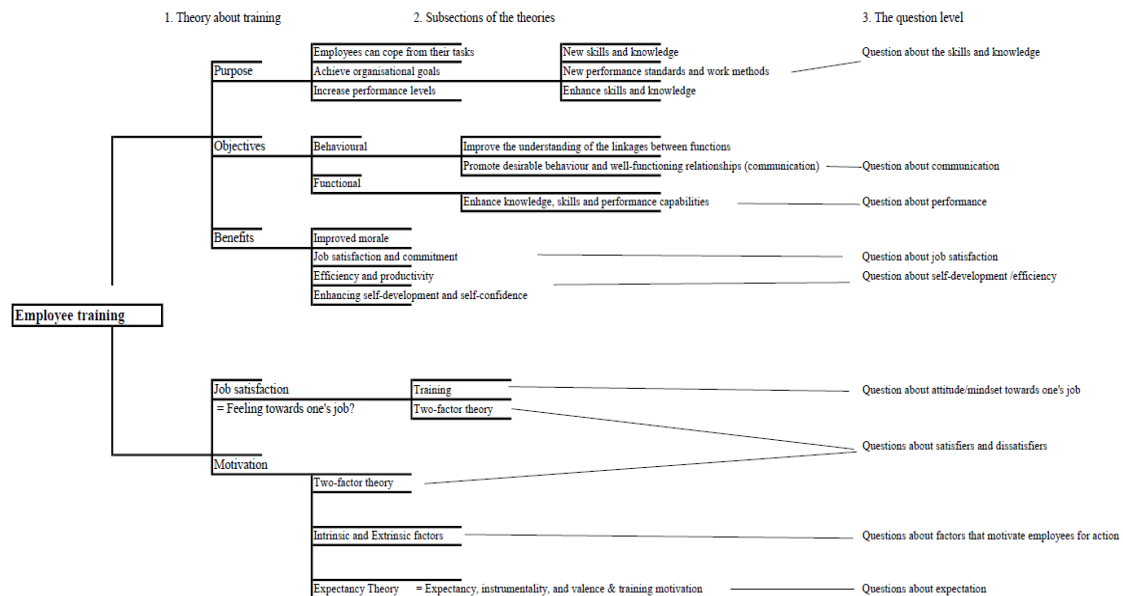 1. Theory about training 2. Subsections of the theories 3. The question level
Employees can cope from their tasks New skills and knowledge Question about the skills and knowledge
Purpose Achieve organisational goals New performance standards and work methods
Increase performance levels Enhance skills and knowledge
Objectives Behavioural Improve the understanding of the linkages between functions
Promote desirable behaviour and well-functioning relationships (communication) Question about communication
Functional
Enhance knowledge, skills and performance capabilities Question about performance
Benefits Improved morale
Job satisfaction and commitment Question about job satisfaction
Efficiency and productivity Question about self-development /efficiency
Enhancing self-development and self-confidence
Employee training
Job satisfaction Training Question about attitude/mindset towards one's job
= Feeling towards one's job? Two-factor theory
Questions about satisfiers and dissatisfiers
Motivation
Two-factor theory
Intrinsic and Extrinsic factors Questions about factors that motivate employees for action
Expectancy Theory = Expectancy, instrumentality, and valence & training motivation Questions about expectation